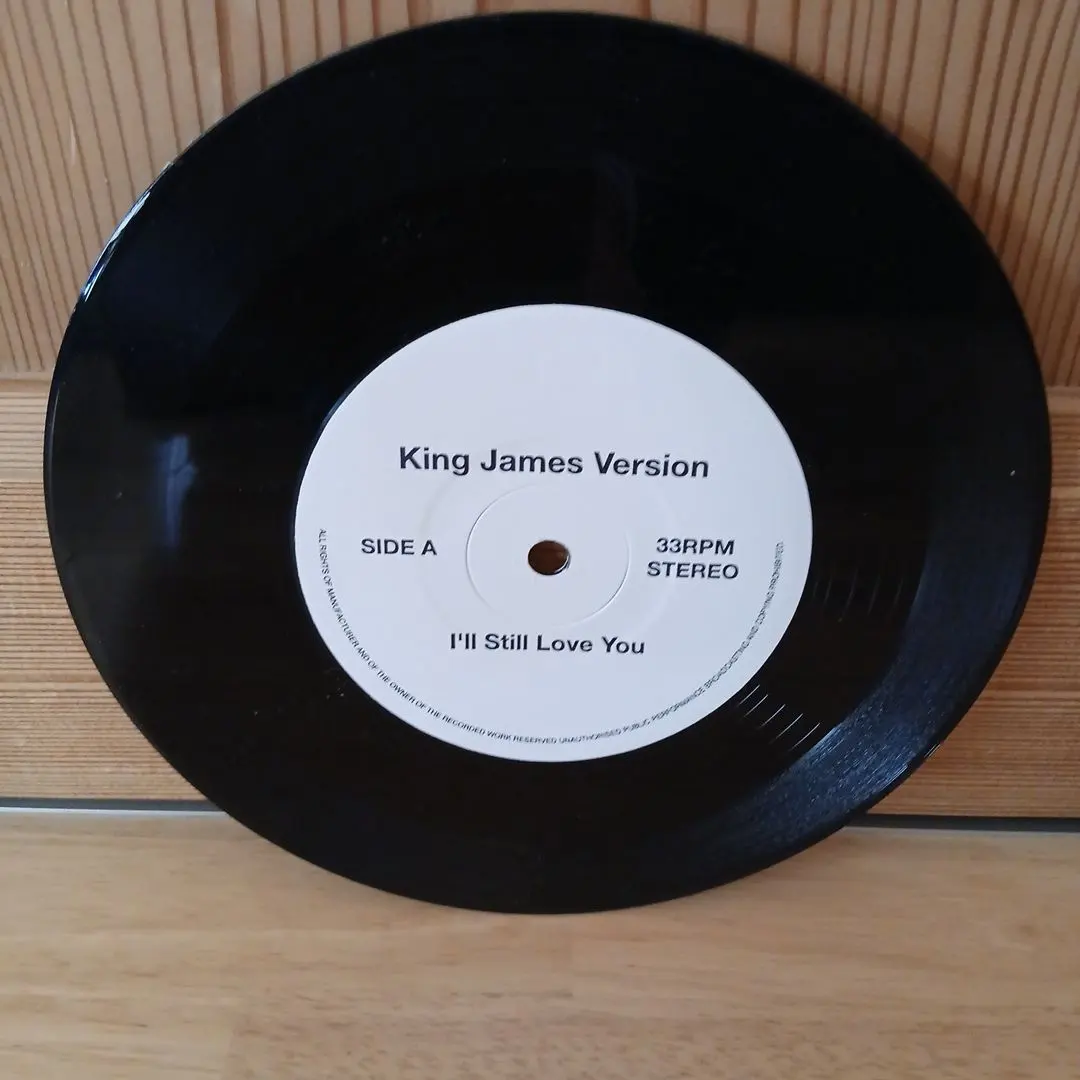 King James Version
SIDE A
33RPM
STEREO
I'll Still Love You
ALL RIGHTS OF MANUFACTURER AND OF THE OWNER OF THE RECORDED WORK RESERVED UNAUTHORISED PUBLIC PERFORMANCE BROADCASTING AND COPYING PROHIBITED